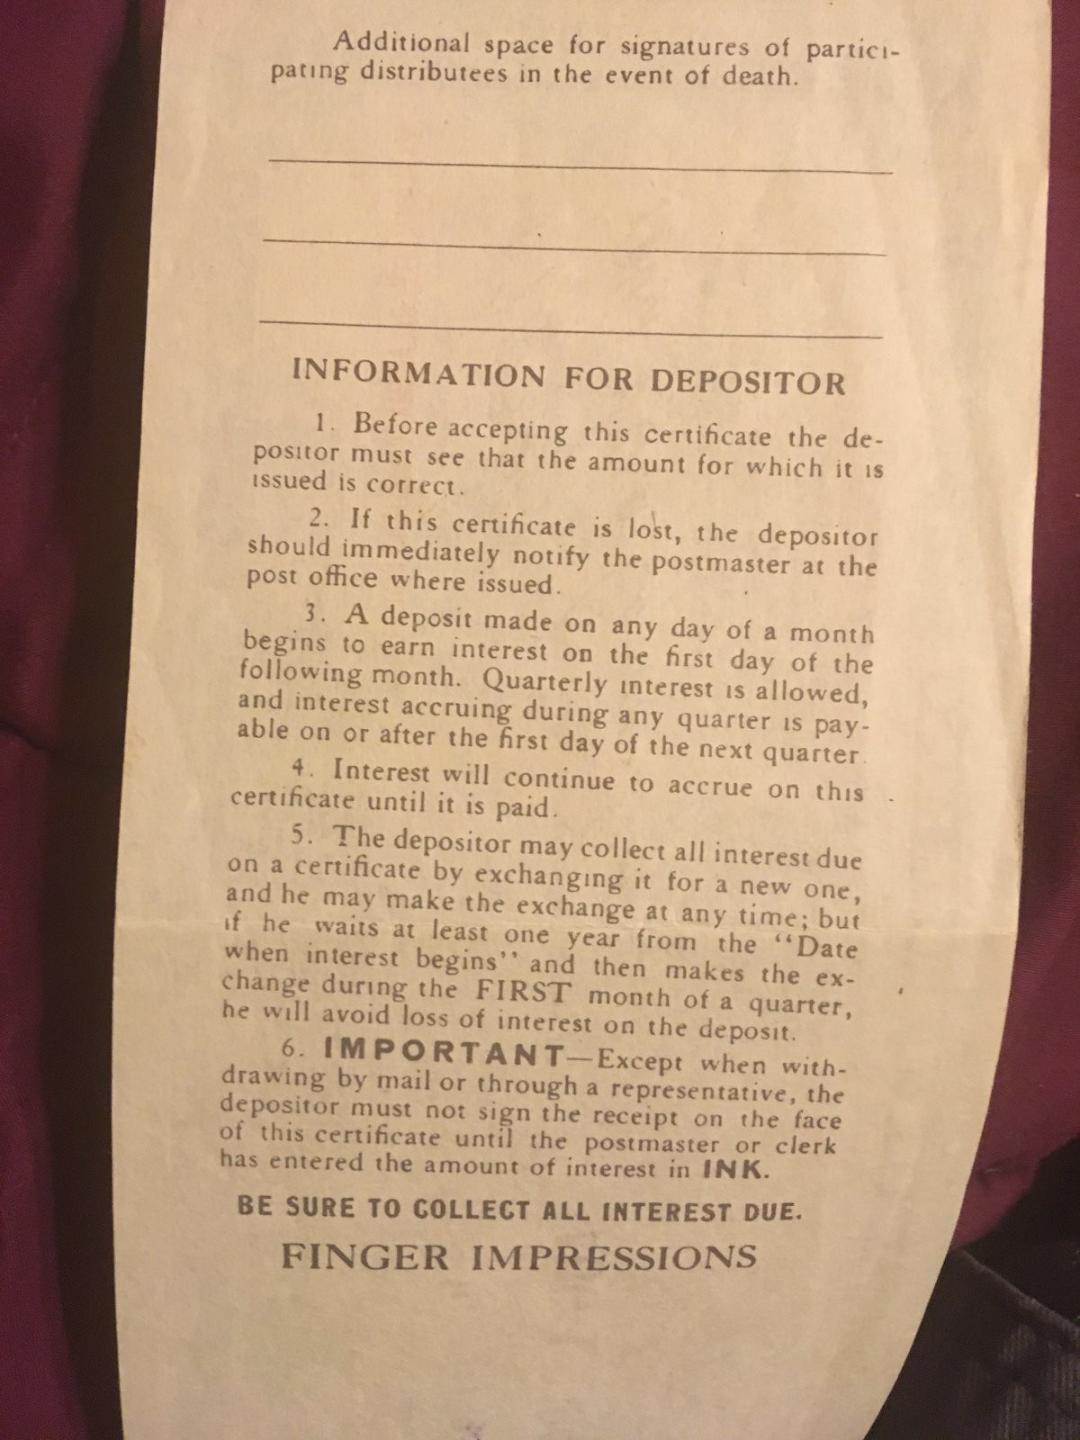 Additional space for signatures of partici-
pating distributees in the event of death.
INFORMATION FOR DEPOSITOR
1. Before accepting this certificate the de-
positor must see that the amount for which it is
issued is correct.
2. If this certificate is lost, the depositor
should immediately notify the postmaster at the
post office where issued.
3. A deposit made on any day of a month
begins to earn interest on the first day of the
following month. Quarterly interest is allowed,
and interest accruing during any quarter is pay-
able on or after the first day of the next quarter.
4. Interest will continue to accrue on this
certificate until it is paid.
5. The depositor may collect all interest due
on a certificate by exchanging it for a new one,
and he may make the exchange at any time; but
if he waits at least one year from the "Date
when interest begins" and then makes the ex-
change during the FIRST month of a quarter,
he will avoid loss of interest on the deposit.
6. IMPORTANT—Except when with-
drawing by mail or through a representative, the
depositor must not sign the receipt on the face
of this certificate until the postmaster or clerk
has entered the amount of interest in INK.
BE SURE TO COLLECT ALL INTEREST DUE.
FINGER IMPRESSIONS